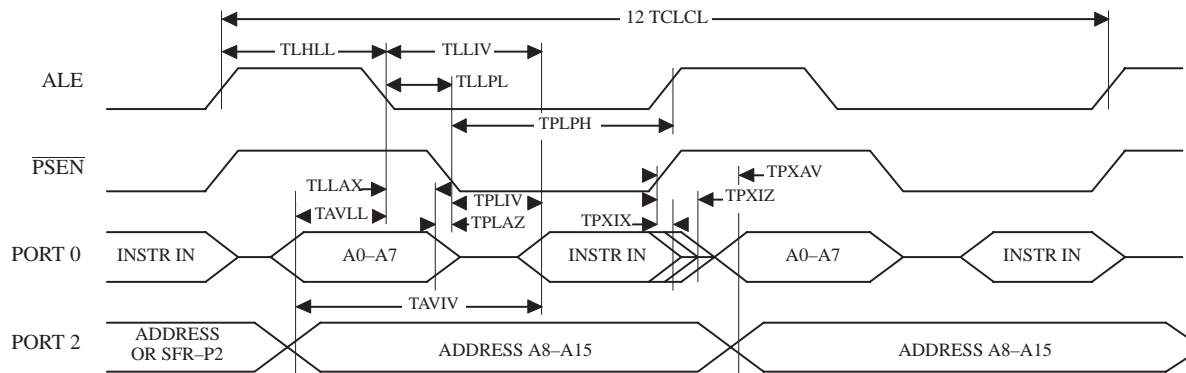 12 TCLCL
TLHLL
TLLIV
ALE
TLLPL
TPLPH
PSEN
TLLAX
TPXAV
TPLIV
TPXIZ
TAVLL
TPLAZ
TPXIX
PORT 0
INSTR IN
A0–A7
INSTR IN
A0–A7
INSTR IN
TAVIV
PORT 2
ADDRESS
OR SFR–P2
ADDRESS A8–A15
ADDRESS A8–A15